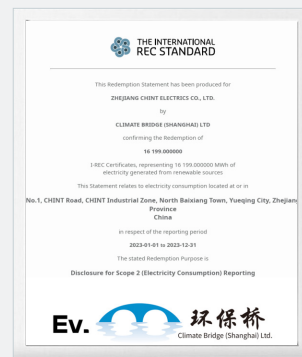 THE INTERNATIONAL
REC STANDARD
This Redemption Statement has been produced for
ZHEJIANG CHINT ELECTRICS CO., LTD.
by
CLIMATE BRIDGE (SHANGHAI) LTD
confirming the Redemption of
16 199.000000
I-REC Certificates, representing 16 199.000000 MWh of
electricity generated from renewable sources
This Statement relates to electricity consumption located at or in
No.1, CHINT Road, CHINT Industrial Zone, North Baixiang Town, Yueqing City, Zhejiang
Province
China
in respect of the reporting period
2023-01-01 to 2023-12-31
The stated Redemption Purpose is
Disclosure for Scope 2 (Electricity Consumption) Reporting
Ev.
环保桥
Climate Bridge (Shanghai) Ltd.